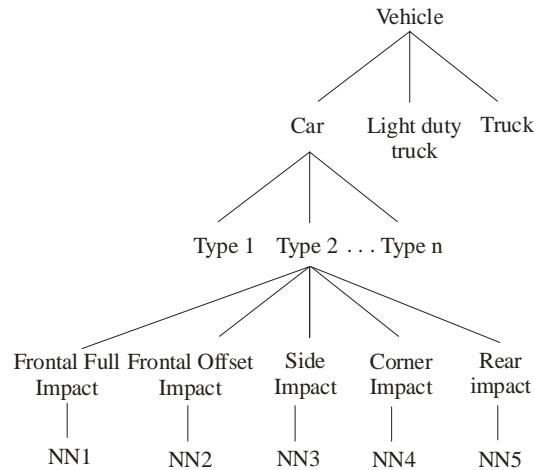 Vehicle
Car Light duty truck Truck
Type 1 Type 2 . . . Type n
Frontal Full Impact Frontal Offset Impact Side Impact Corner Impact Rear impact
NN1 NN2 NN3 NN4 NN5